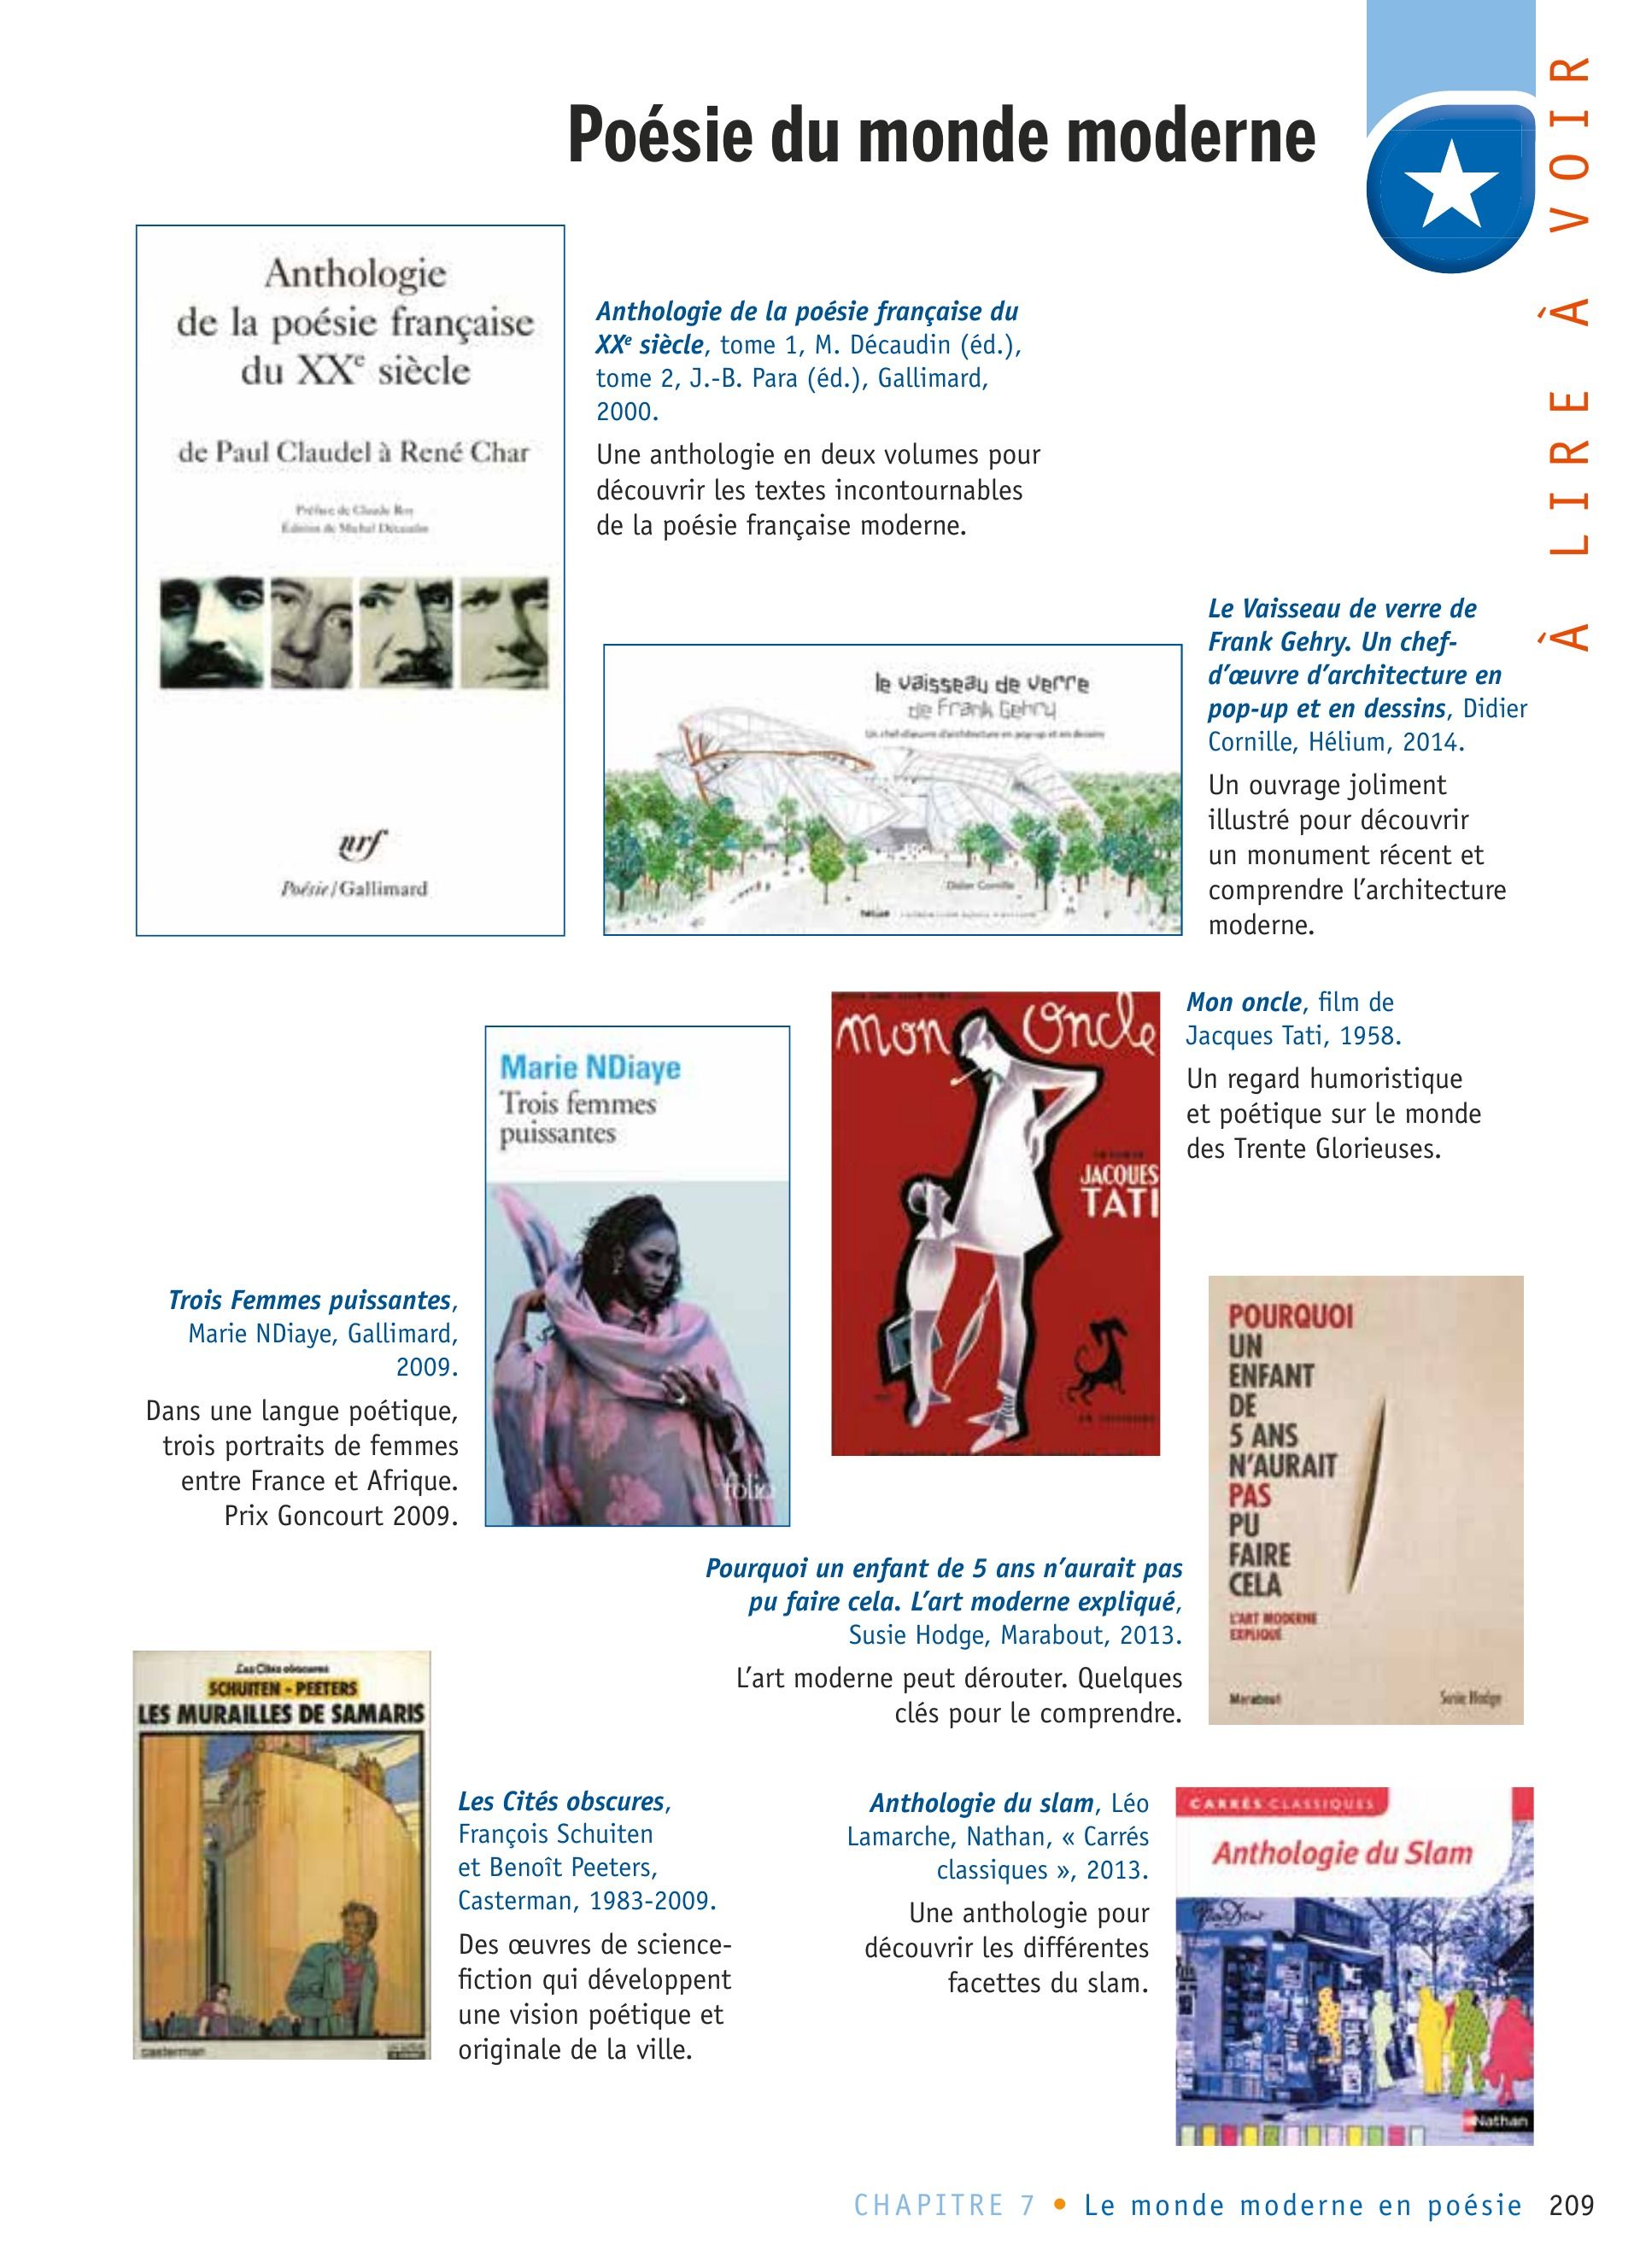 Poésie du monde moderne
À LIRE À VOIR
Anthologie
de la poésie française
du XXe siècle
de Paul Claudel à René Char
Préface de Claude Roy
Édition de Michel Décaudin
nrf
Poésie/Gallimard
Anthologie de la poésie française du
XXe siècle, tome 1, M. Décaudin (éd.),
tome 2, J.-B. Para (éd.), Gallimard,
2000.
Une anthologie en deux volumes pour
découvrir les textes incontournables
de la poésie française moderne.
le vaisseau de verre
de Frank Gehry
Un chef-d'œuvre d'architecture en pop-up et en dessins
Didier Cornille
Le Vaisseau de verre de
Frank Gehry. Un chef-
d’œuvre d’architecture en
pop-up et en dessins, Didier
Cornille, Hélium, 2014.
Un ouvrage joliment
illustré pour découvrir
un monument récent et
comprendre l’architecture
moderne.
Mon Oncle
JACQUES
TATI
Mon oncle, film de
Jacques Tati, 1958.
Un regard humoristique
et poétique sur le monde
des Trente Glorieuses.
Marie NDiaye
Trois femmes
puissantes
folio
Trois Femmes puissantes,
Marie NDiaye, Gallimard,
2009.
Dans une langue poétique,
trois portraits de femmes
entre France et Afrique.
Prix Goncourt 2009.
POURQUOI
UN
ENFANT
DE
5 ANS
N'AURAIT
PAS
PU
FAIRE
CELA
L'ART MODERNE
EXPLIQUÉ
Marabout
Susie Hodge
Pourquoi un enfant de 5 ans n’aurait pas
pu faire cela. L’art moderne expliqué,
Susie Hodge, Marabout, 2013.
L’art moderne peut dérouter. Quelques
clés pour le comprendre.
Les Cités obscures
SCHUITEN - PEETERS
LES MURAILLES DE SAMARIS
casterman
Les Cités obscures,
François Schuiten
et Benoît Peeters,
Casterman, 1983-2009.
Des œuvres de science-
fiction qui développent
une vision poétique et
originale de la ville.
Anthologie du slam, Léo
Lamarche, Nathan, « Carrés
classiques », 2013.
Une anthologie pour
découvrir les différentes
facettes du slam.
CARRÉS CLASSIQUES
Anthologie du Slam
Nathan
CHAPITRE 7 • Le monde moderne en poésie 209